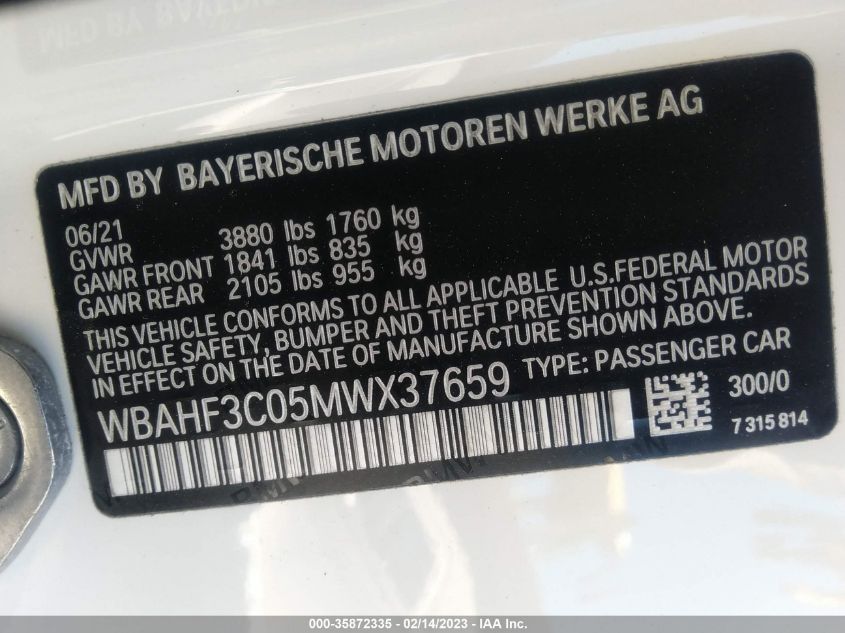 MFD BY BAYERISCHE MOTOREN WERKE AG
06/21
GVWR 3880 lbs 1760 kg
GAWR FRONT 1841 lbs 835 kg
GAWR REAR 2105 lbs 955 kg
THIS VEHICLE CONFORMS TO ALL APPLICABLE U.S.FEDERAL MOTOR
VEHICLE SAFETY, BUMPER AND THEFT PREVENTION STANDARDS
IN EFFECT ON THE DATE OF MANUFACTURE SHOWN ABOVE.
WBAHF3C05MWX37659 TYPE: PASSENGER CAR
300/0
7 315 814
BMW BMW BMW
000-35872335 - 02/14/2023 - IAA Inc.